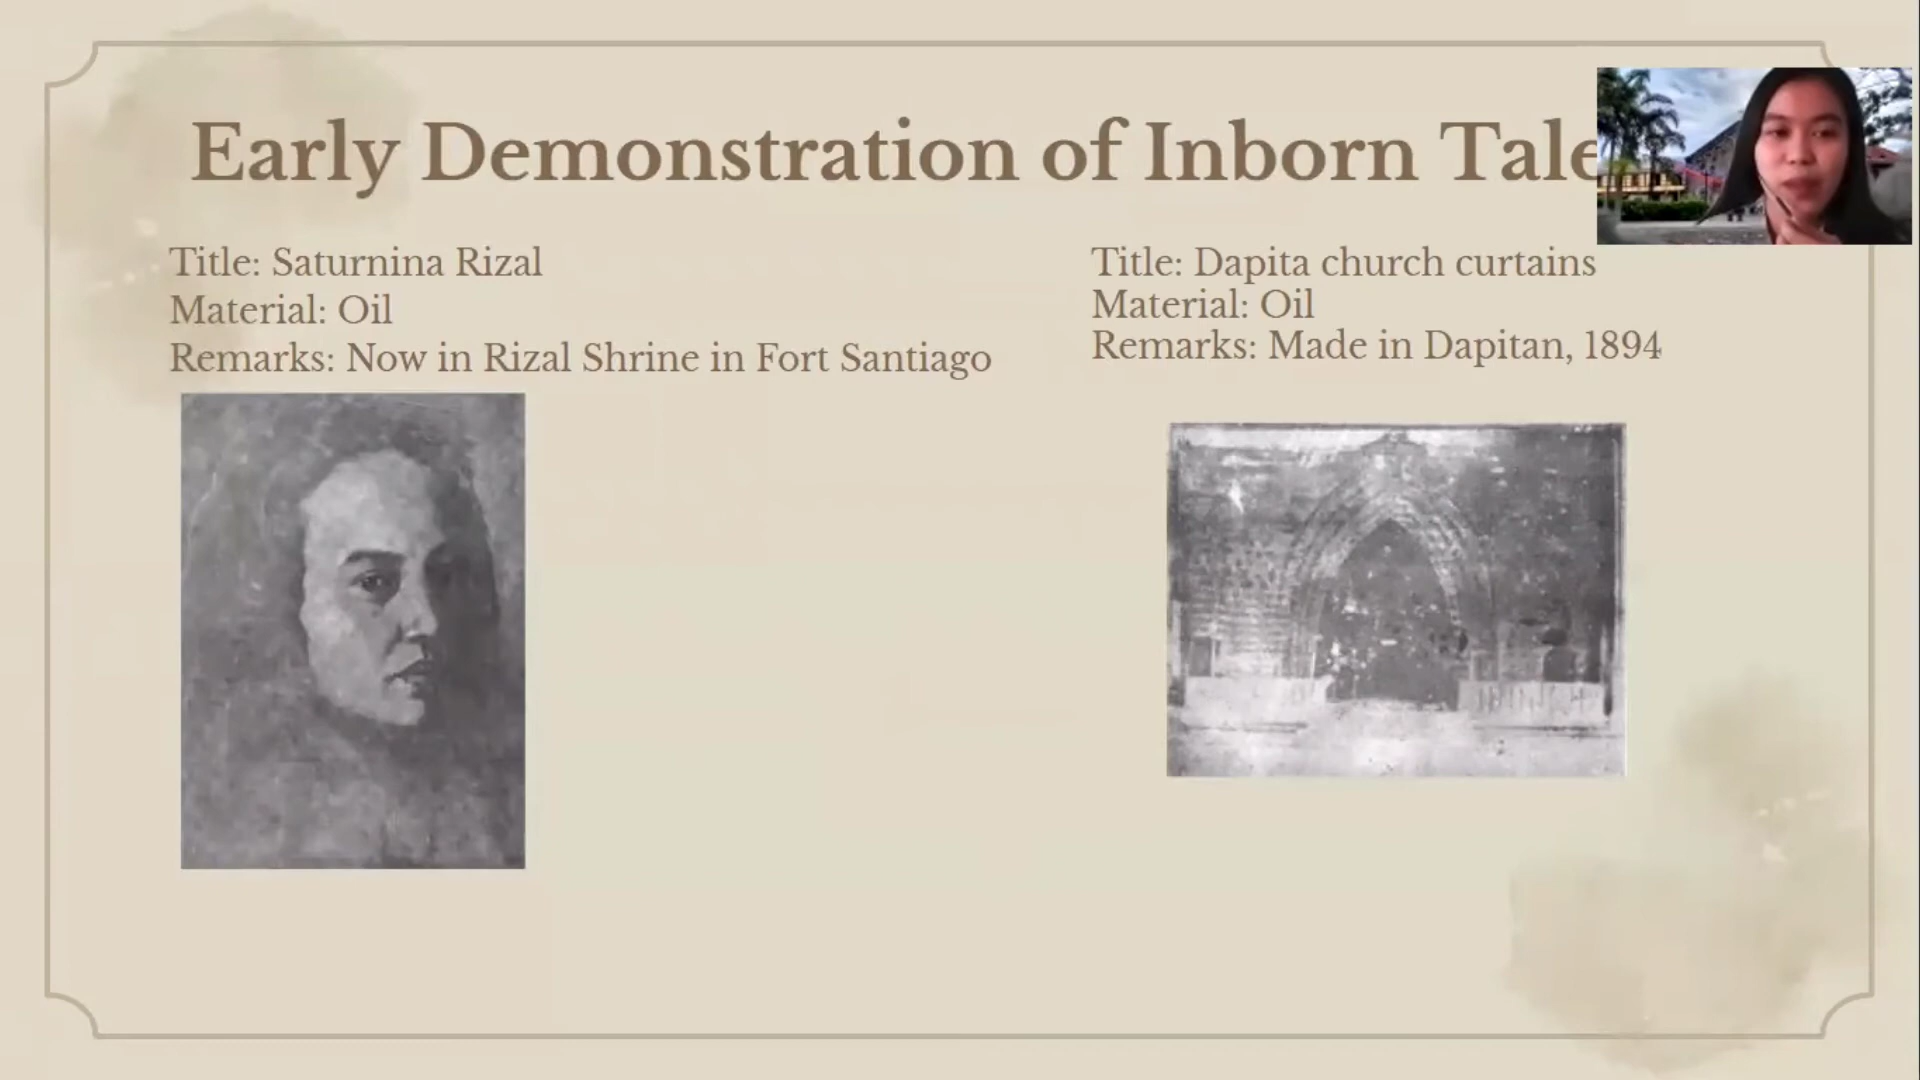 Early Demonstration of Inborn Tale
Title: Saturnina Rizal
Material: Oil
Remarks: Now in Rizal Shrine in Fort Santiago
Title: Dapita church curtains
Material: Oil
Remarks: Made in Dapitan, 1894